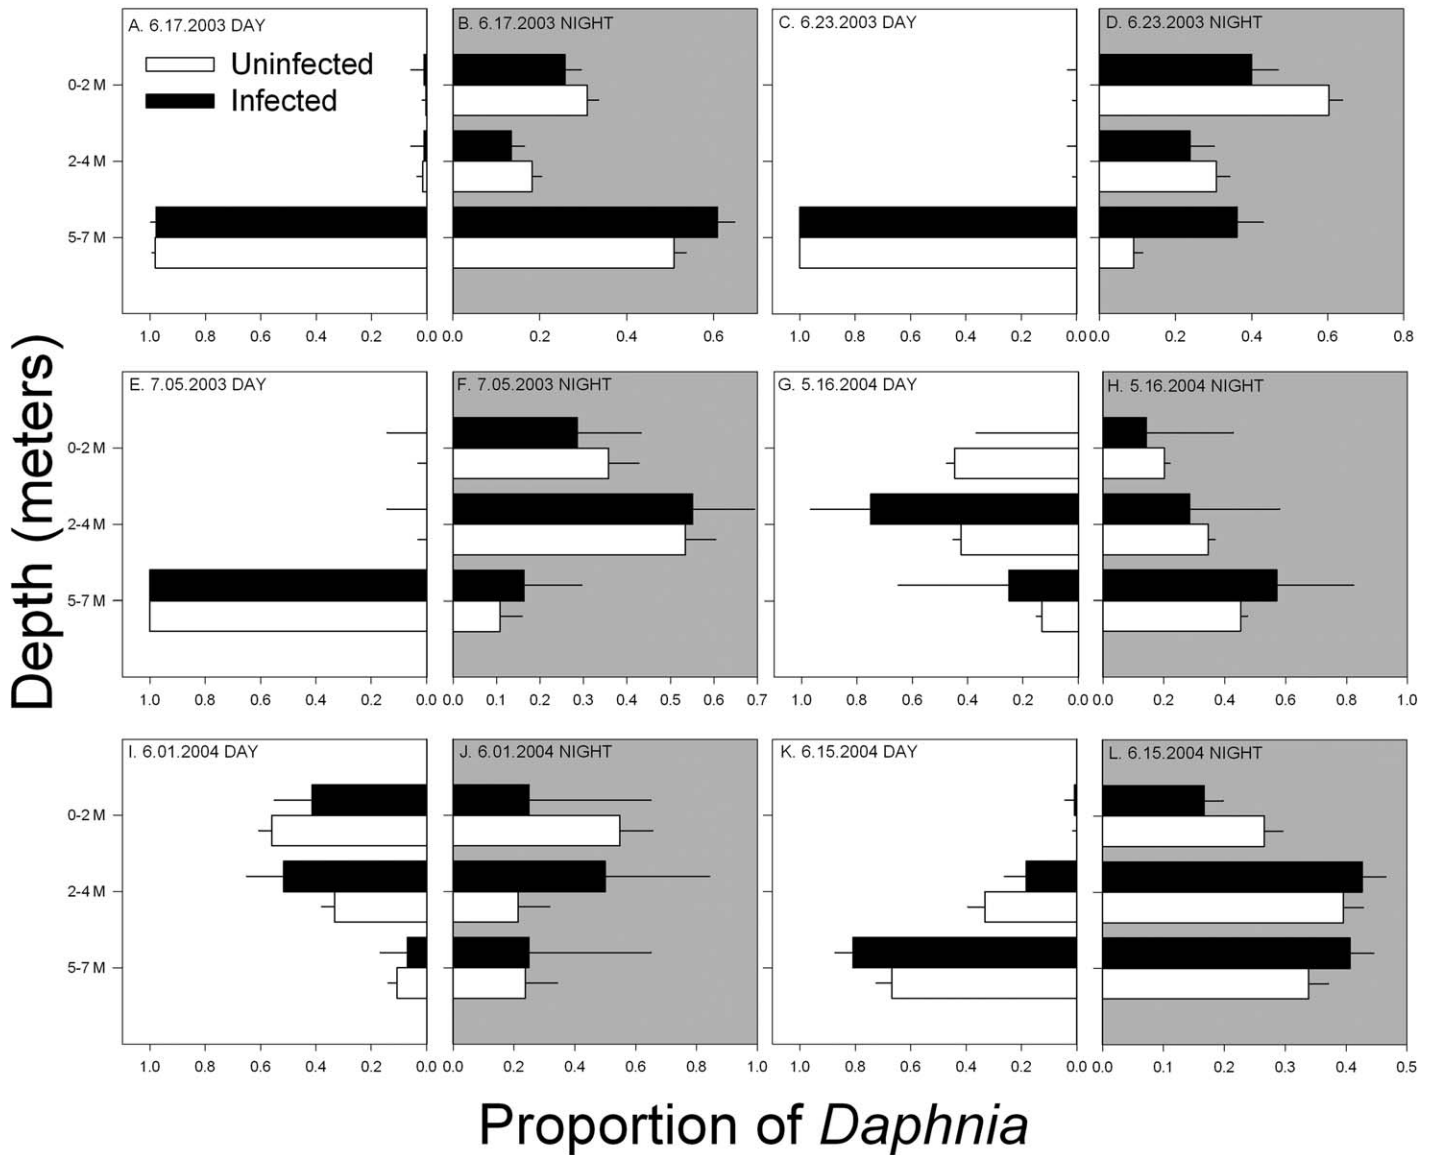 A. 6.17.2003 DAY
B. 6.17.2003 NIGHT
C. 6.23.2003 DAY
D. 6.23.2003 NIGHT
Uninfected
Infected
0-2 M
2-4 M
5-7 M
1.0 0.8 0.6 0.4 0.2 0.0
0.0 0.2 0.4 0.6
1.0 0.8 0.6 0.4 0.2 0.0
0.0 0.2 0.4 0.6 0.8
E. 7.05.2003 DAY
F. 7.05.2003 NIGHT
G. 5.16.2004 DAY
H. 5.16.2004 NIGHT
0-2 M
2-4 M
5-7 M
1.0 0.8 0.6 0.4 0.2 0.0
0.0 0.1 0.2 0.3 0.4 0.5 0.6 0.7
1.0 0.8 0.6 0.4 0.2 0.0
0.0 0.2 0.4 0.6 0.8 1.0
I. 6.01.2004 DAY
J. 6.01.2004 NIGHT
K. 6.15.2004 DAY
L. 6.15.2004 NIGHT
0-2 M
2-4 M
5-7 M
1.0 0.8 0.6 0.4 0.2 0.0
0.0 0.2 0.4 0.6 0.8 1.0
1.0 0.8 0.6 0.4 0.2 0.0
0.0 0.1 0.2 0.3 0.4 0.5
Depth (meters)
Proportion of Daphnia